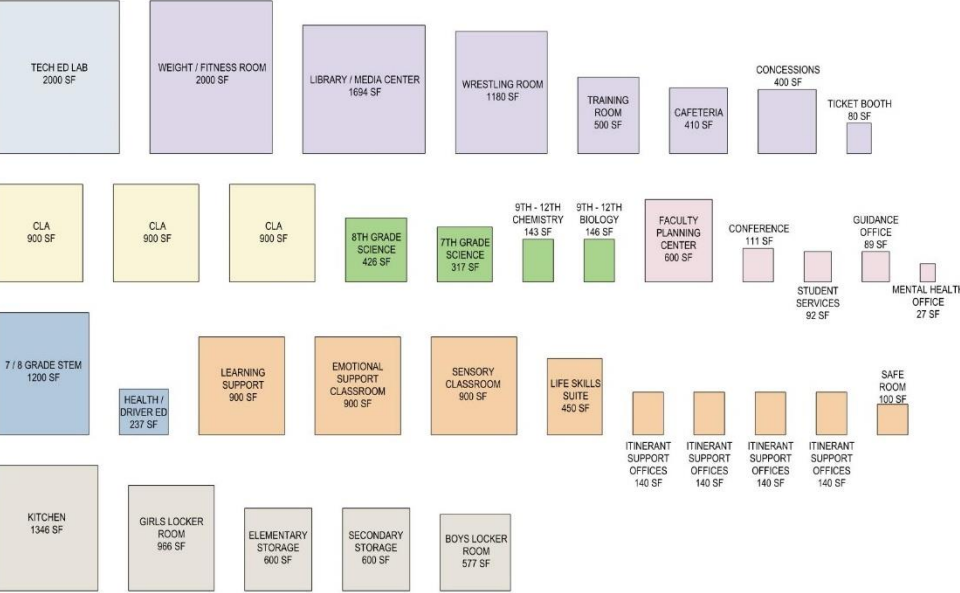 TECH ED LAB
2000 SF
WEIGHT / FITNESS ROOM
2000 SF
LIBRARY / MEDIA CENTER
1694 SF
WRESTLING ROOM
1180 SF
TRAINING
ROOM
500 SF
CAFETERIA
410 SF
CONCESSIONS
400 SF
TICKET BOOTH
80 SF
CLA
900 SF
CLA
900 SF
CLA
900 SF
8TH GRADE
SCIENCE
426 SF
7TH GRADE
SCIENCE
317 SF
9TH - 12TH
CHEMISTRY
143 SF
9TH - 12TH
BIOLOGY
146 SF
FACULTY
PLANNING
CENTER
600 SF
CONFERENCE
111 SF
STUDENT
SERVICES
92 SF
GUIDANCE
OFFICE
89 SF
MENTAL HEALTH
OFFICE
27 SF
7 / 8 GRADE STEM
1200 SF
HEALTH /
DRIVER ED
237 SF
LEARNING
SUPPORT
900 SF
EMOTIONAL
SUPPORT
CLASSROOM
900 SF
SENSORY
CLASSROOM
900 SF
LIFE SKILLS
SUITE
450 SF
ITINERANT
SUPPORT
OFFICES
140 SF
ITINERANT
SUPPORT
OFFICES
140 SF
ITINERANT
SUPPORT
OFFICES
140 SF
ITINERANT
SUPPORT
OFFICES
140 SF
SAFE
ROOM
100 SF
KITCHEN
1346 SF
GIRLS LOCKER
ROOM
966 SF
ELEMENTARY
STORAGE
600 SF
SECONDARY
STORAGE
600 SF
BOYS LOCKER
ROOM
577 SF